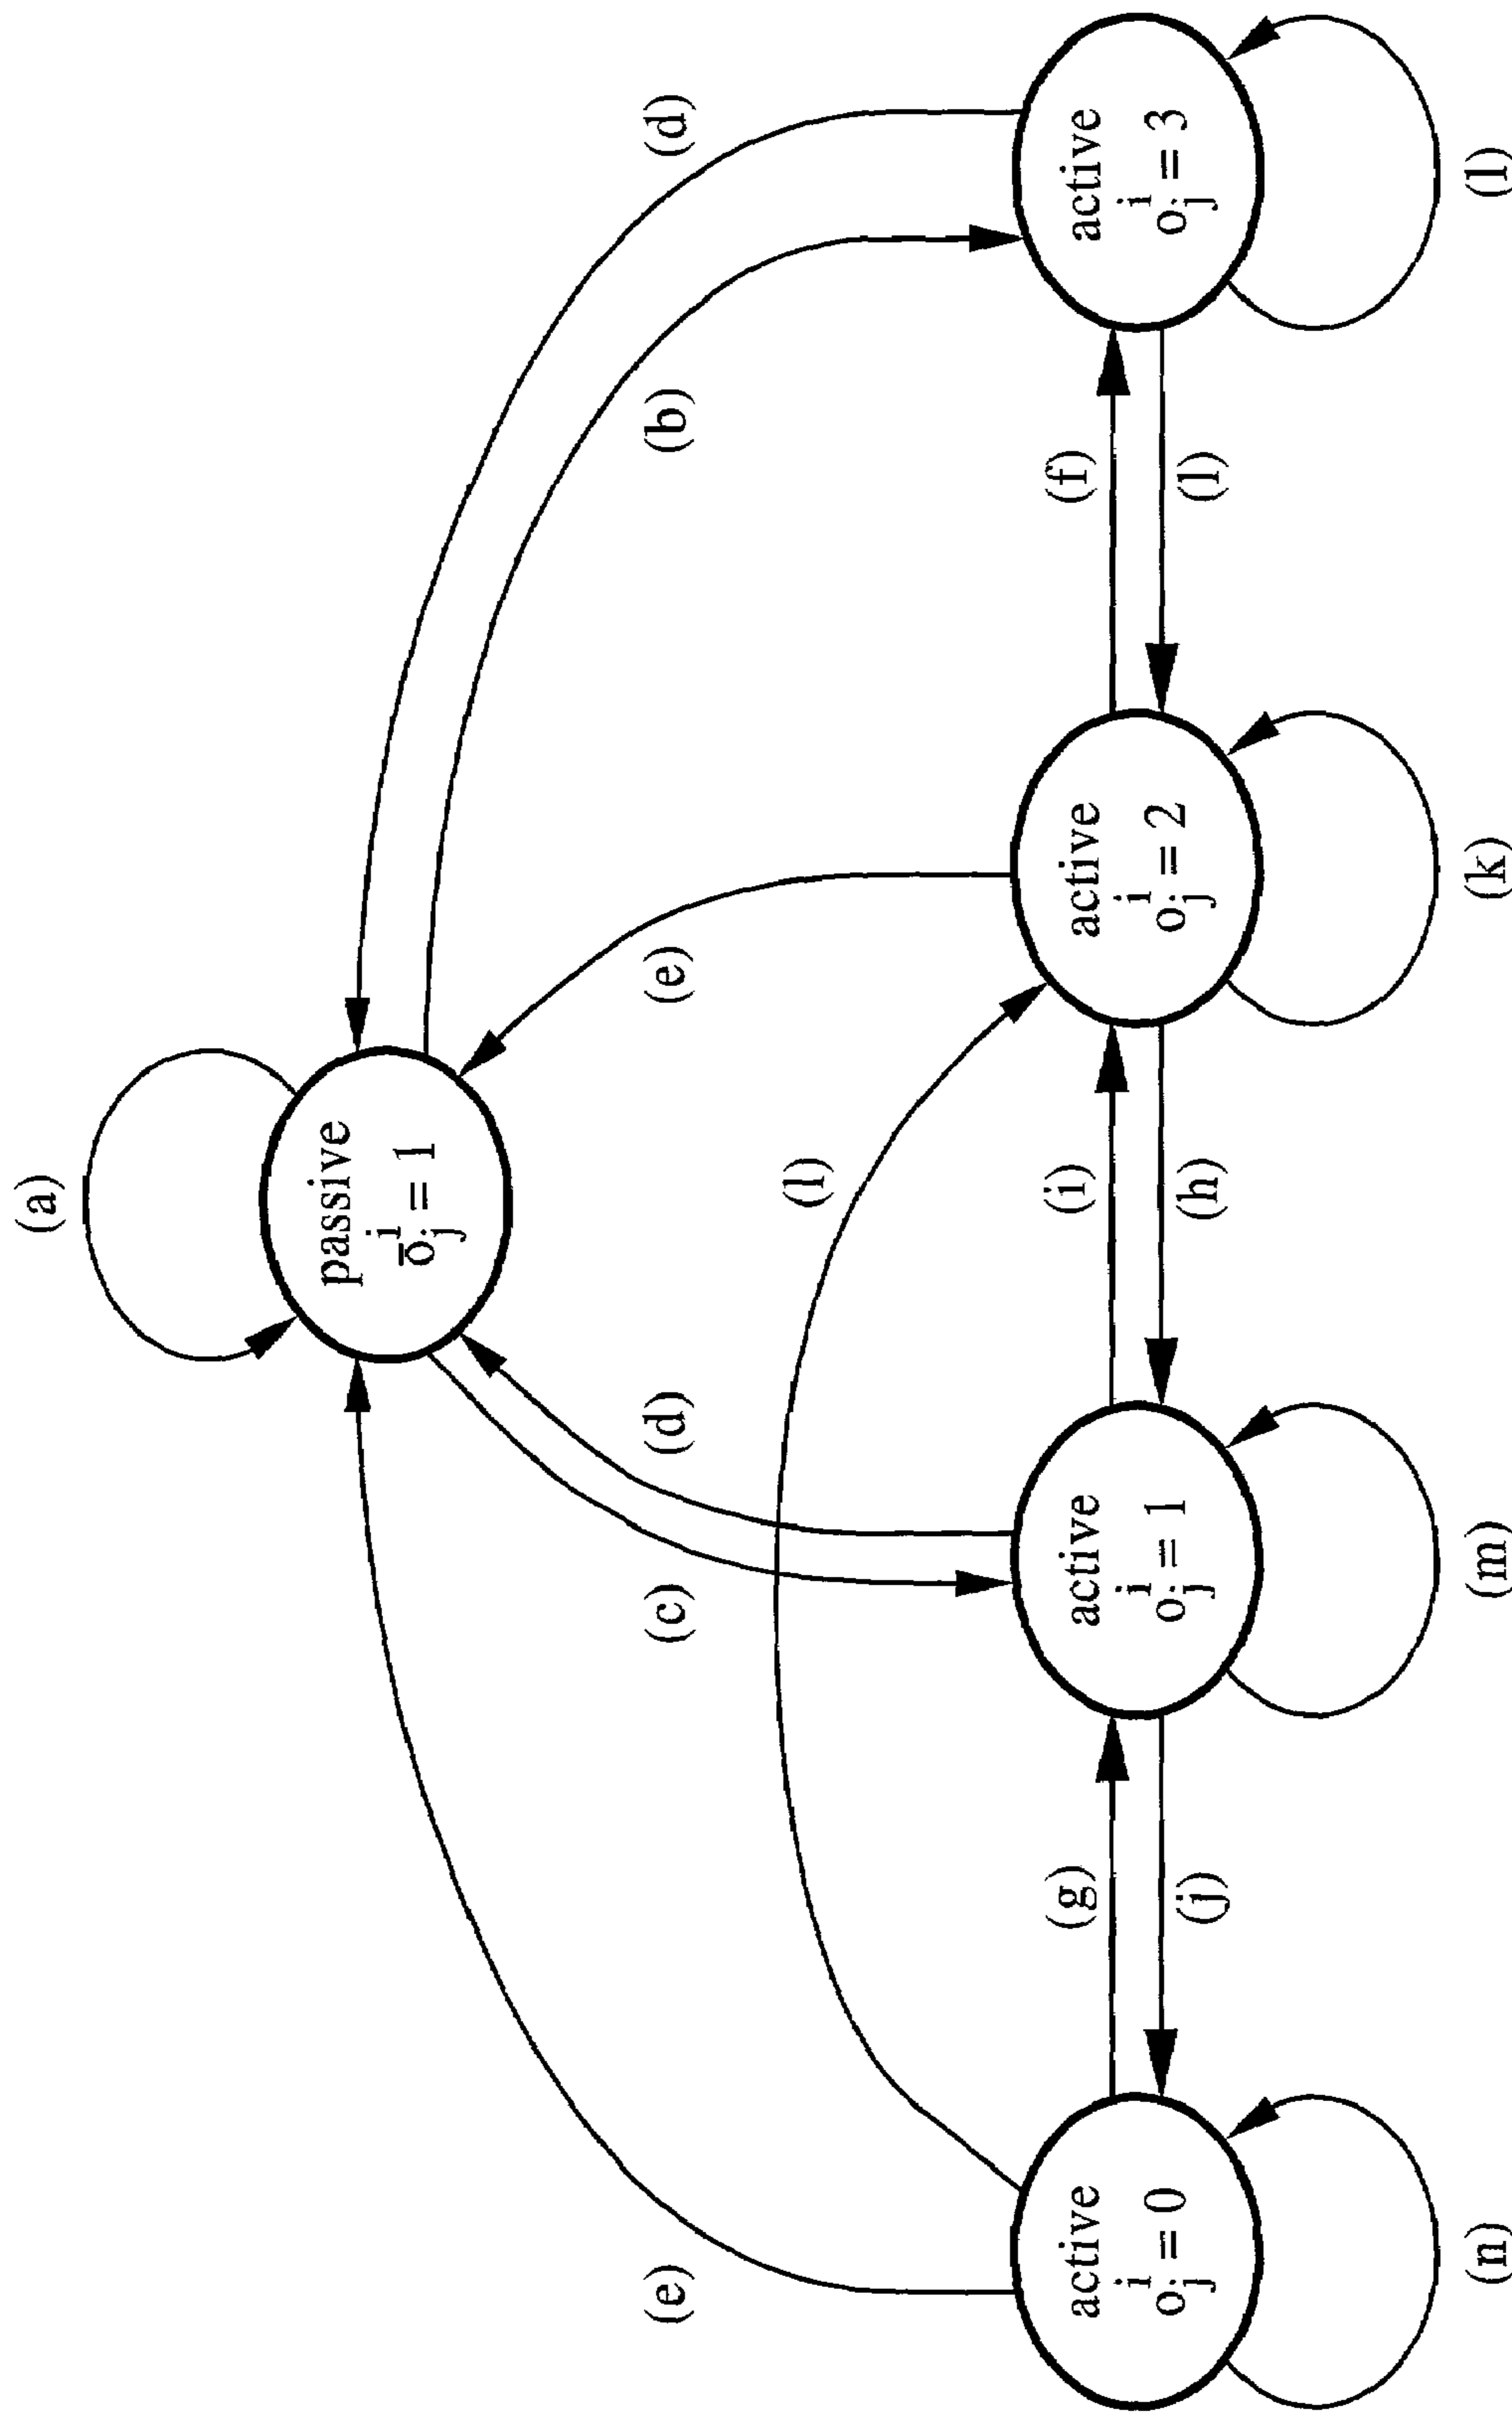 (a)
passive
ō_j^i = 1
(e)
(c)
(d)
(e)
(b)
(d)
(l)
(g)
(i)
(f)
active
o_j^i = 0
active
o_j^i = 1
active
o_j^i = 2
active
o_j^i = 3
(j)
(h)
(l)
(n)
(m)
(k)
(l)